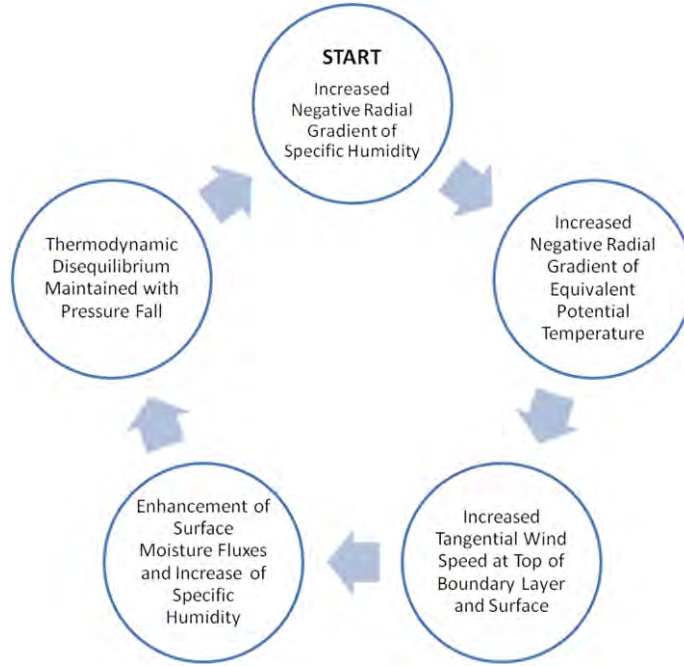 START
Increased
Negative Radial
Gradient of
Specific Humidity
Increased
Negative Radial
Gradient of
Equivalent
Potential
Temperature
Increased
Tangential Wind
Speed at Top of
Boundary Layer
and Surface
Enhancement of
Surface
Moisture Fluxes
and Increase of
Specific
Humidity
Thermodynamic
Disequilibrium
Maintained with
Pressure Fall